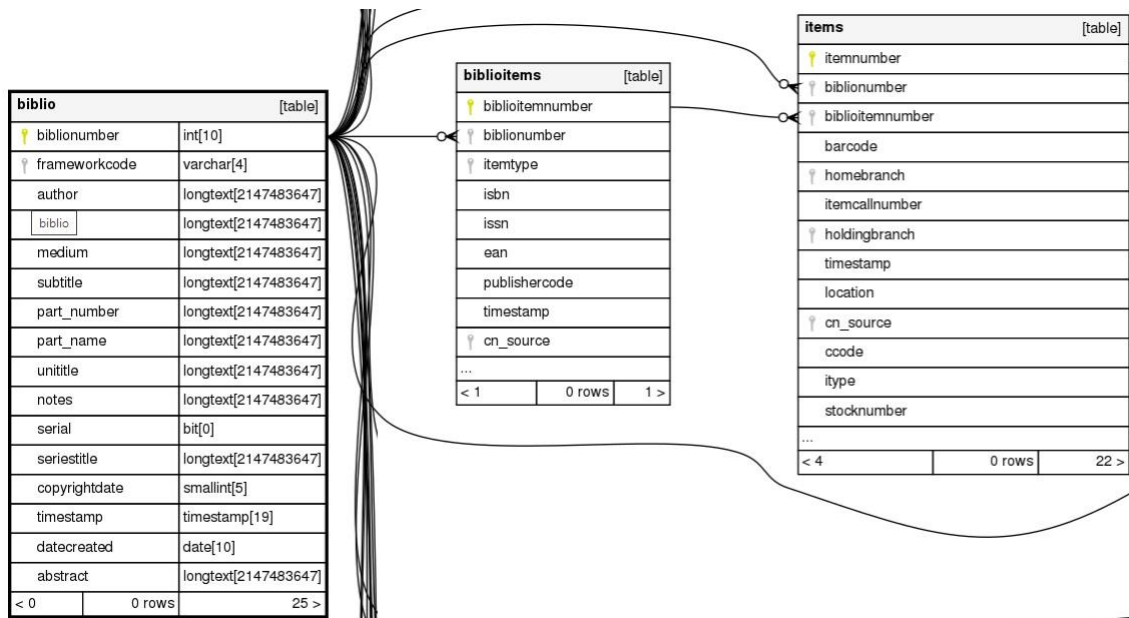 biblio [table]
biblionumber int[10]
frameworkcode varchar[4]
author longtext[2147483647]
biblio longtext[2147483647]
medium longtext[2147483647]
subtitle longtext[2147483647]
part_number longtext[2147483647]
part_name longtext[2147483647]
unititle longtext[2147483647]
notes longtext[2147483647]
serial bit[0]
seriestitle longtext[2147483647]
copyrightdate smallint[5]
timestamp timestamp[19]
datecreated date[10]
abstract longtext[2147483647]
< 0 0 rows 25 >
biblioitems [table]
biblioitemnumber
biblionumber
itemtype
isbn
issn
ean
publishercode
timestamp
cn_source
...
< 1 0 rows 1 >
items [table]
itemnumber
biblionumber
biblioitemnumber
barcode
homebranch
itemcallnumber
holdingbranch
timestamp
location
cn_source
ccode
itype
stocknumber
...
< 4 0 rows 22 >